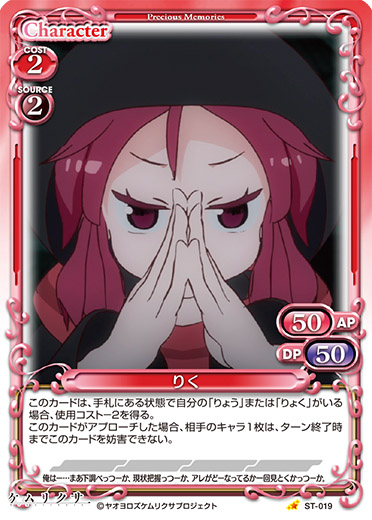 Precious Memories
Character
COST
2
SOURCE
2
50 AP
DP 50
りく
このカードは、手札にある状態で自分の「りょう」または「りょく」がいる
場合、使用コスト−2を得る。
このカードがアプローチした場合、相手のキャラ1枚は、ターン終了時
までこのカードを妨害できない。
俺は…⋯まあ下調べっつーか、現状把握っつーか、アレがどーなってるか一回見とくかっつーか。
ケムリクサ
©ヤオヨロズケムリクサプロジェクト
ST-019